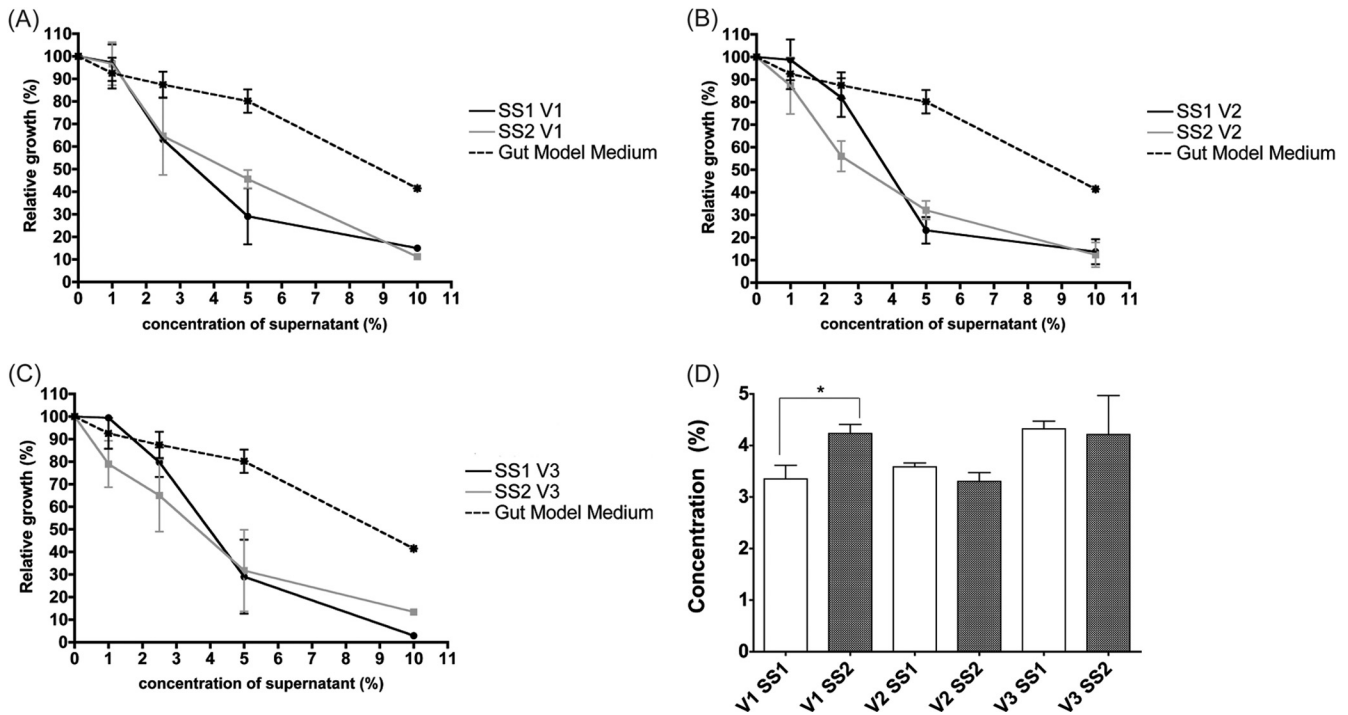 (A)
Relative growth (%)
110
100
90
80
70
60
50
40
30
20
10
0
0 1 2 3 4 5 6 7 8 9 10 11
concentration of supernatant (%)
SS1 V1
SS2 V1
Gut Model Medium
(B)
Relative growth (%)
110
100
90
80
70
60
50
40
30
20
10
0
0 1 2 3 4 5 6 7 8 9 10 11
concentration of supernatant (%)
SS1 V2
SS2 V2
Gut Model Medium
(C)
Relative growth (%)
110
100
90
80
70
60
50
40
30
20
10
0
0 1 2 3 4 5 6 7 8 9 10 11
concentration of supernatant (%)
SS1 V3
SS2 V3
Gut Model Medium
(D)
Concentration (%)
5
4
3
2
1
0
*
V1 SS1
V1 SS2
V2 SS1
V2 SS2
V3 SS1
V3 SS2